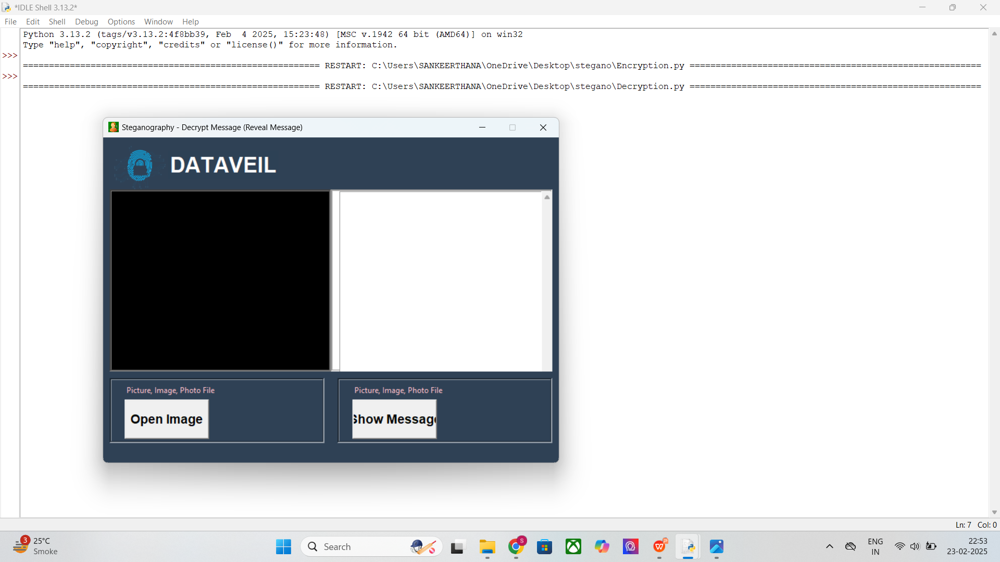 *IDLE Shell 3.13.2*
File Edit Shell Debug Options Window Help
Python 3.13.2 (tags/v3.13.2:4f8bb39, Feb  4 2025, 15:23:48) [MSC v.1942 64 bit (AMD64)] on win32
Type "help", "copyright", "credits" or "license()" for more information.
>>>
========================================================= RESTART: C:\Users\SANKEERTHANA\OneDrive\Desktop\stegano\Encryption.py ========================================================
>>>
========================================================= RESTART: C:\Users\SANKEERTHANA\OneDrive\Desktop\stegano\Decryption.py ========================================================
Steganography - Decrypt Message (Reveal Message)
DATAVEIL
Picture, Image, Photo File
Open Image
Picture, Image, Photo File
Show Message
Ln: 7 Col: 0
3
25°C
Smoke
Search
S
ENG
IN
22:53
23-02-2025